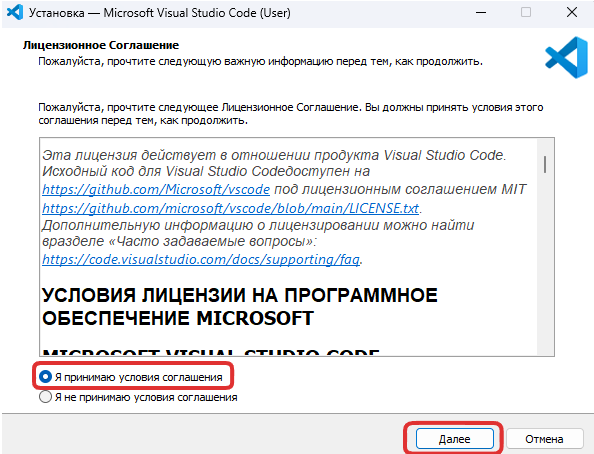 Установка — Microsoft Visual Studio Code (User)
Лицензионное Соглашение
Пожалуйста, прочтите следующую важную информацию перед тем, как продолжить.
Пожалуйста, прочтите следующее Лицензионное Соглашение. Вы должны принять условия этого
соглашения перед тем, как продолжить.
Эта лицензия действует в отношении продукта Visual Studio Code.
Исходный код для Visual Studio Codeдоступен на
https://github.com/Microsoft/vscode под лицензионным соглашением MIT
https://github.com/microsoft/vscode/blob/main/LICENSE.txt.
Дополнительную информацию о лицензировании можно найти
вразделе «Часто задаваемые вопросы»:
https://code.visualstudio.com/docs/supporting/faq.
УСЛОВИЯ ЛИЦЕНЗИИ НА ПРОГРАММНОЕ
ОБЕСПЕЧЕНИЕ MICROSOFT
MICROSOFT VISUAL STUDIO CODE
Я принимаю условия соглашения
Я не принимаю условия соглашения
Далее
Отмена